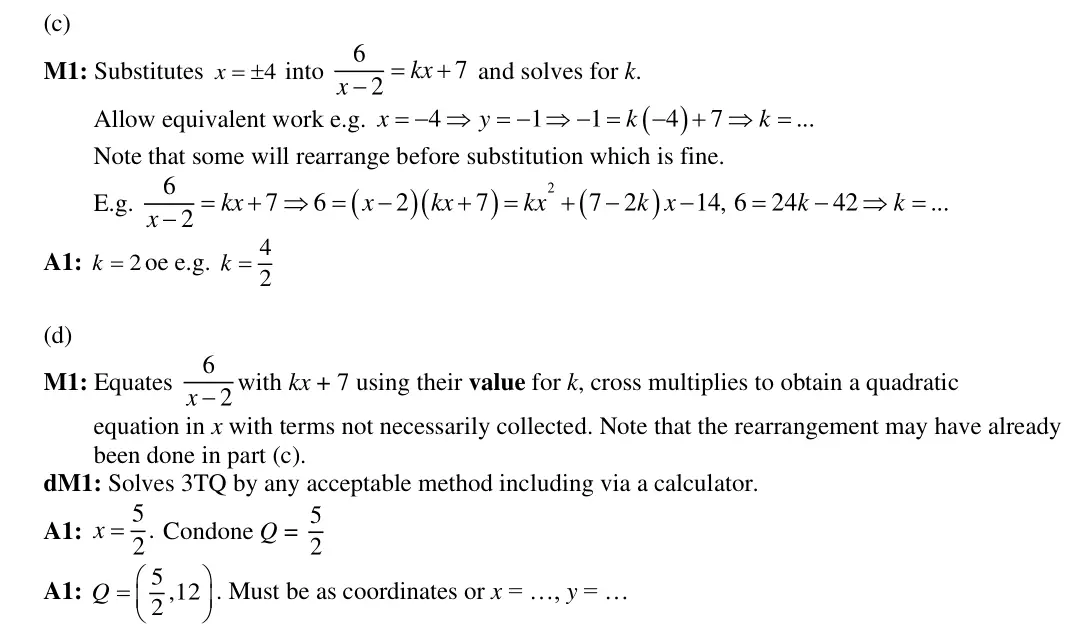 (c)
M1: Substitutes x = ±4 into 6/(x − 2) = kx + 7 and solves for k.
Allow equivalent work e.g. x = −4 ⇒ y = −1 ⇒ −1 = k(−4) + 7 ⇒ k = ...
Note that some will rearrange before substitution which is fine.
E.g. 6/(x − 2) = kx + 7 ⇒ 6 = (x − 2)(kx + 7) = kx² + (7 − 2k)x − 14, 6 = 24k − 42 ⇒ k = ...
A1: k = 2 oe e.g. k = 4/2
(d)
M1: Equates 6/(x − 2) with kx + 7 using their value for k, cross multiplies to obtain a quadratic
equation in x with terms not necessarily collected. Note that the rearrangement may have already
been done in part (c).
dM1: Solves 3TQ by any acceptable method including via a calculator.
A1: x = 5/2. Condone Q = 5/2
A1: Q = (5/2, 12). Must be as coordinates or x = …, y = …